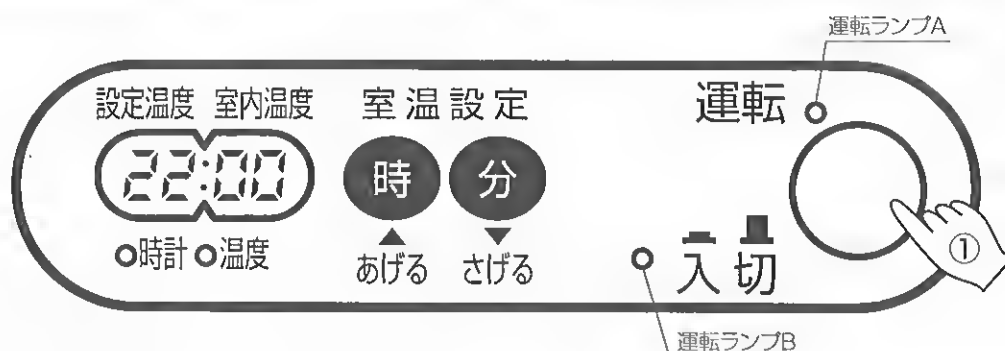 運転ランプA
設定温度 室内温度 室温設定 運転
22:00 時 分
時計 温度 あげる さげる 入 切
①
運転ランプB